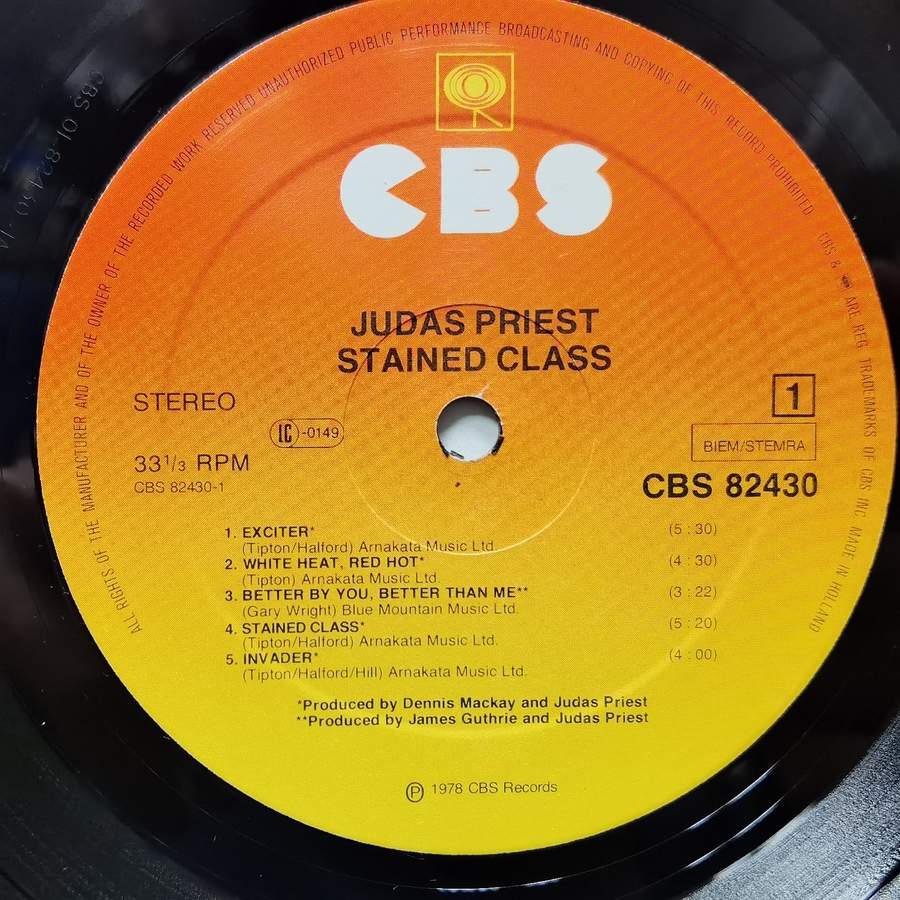 ALL RIGHTS OF THE MANUFACTURER AND OF THE OWNER OF THE RECORDED WORK RESERVED UNAUTHORIZED PUBLIC PERFORMANCE BROADCASTING AND COPYING OF THIS RECORD PROHIBITED
CBS & ARE REG TRADEMARKS OF CBS INC MADE IN HOLLAND
CBS
JUDAS PRIEST
STAINED CLASS
STEREO
1
LC-0149
BIEM/STEMRA
33 1/3 RPM
CBS 82430
CBS 82430-1
1. EXCITER* (5:30)
(Tipton/Halford) Arnakata Music Ltd.
2. WHITE HEAT, RED HOT* (4:30)
(Tipton) Arnakata Music Ltd.
3. BETTER BY YOU, BETTER THAN ME** (3:22)
(Gary Wright) Blue Mountain Music Ltd.
4. STAINED CLASS* (5:20)
(Tipton/Halford) Arnakata Music Ltd.
5. INVADER* (4:00)
(Tipton/Halford/Hill) Arnakata Music Ltd.
*Produced by Dennis Mackay and Judas Priest
**Produced by James Guthrie and Judas Priest
Ⓟ 1978 CBS Records